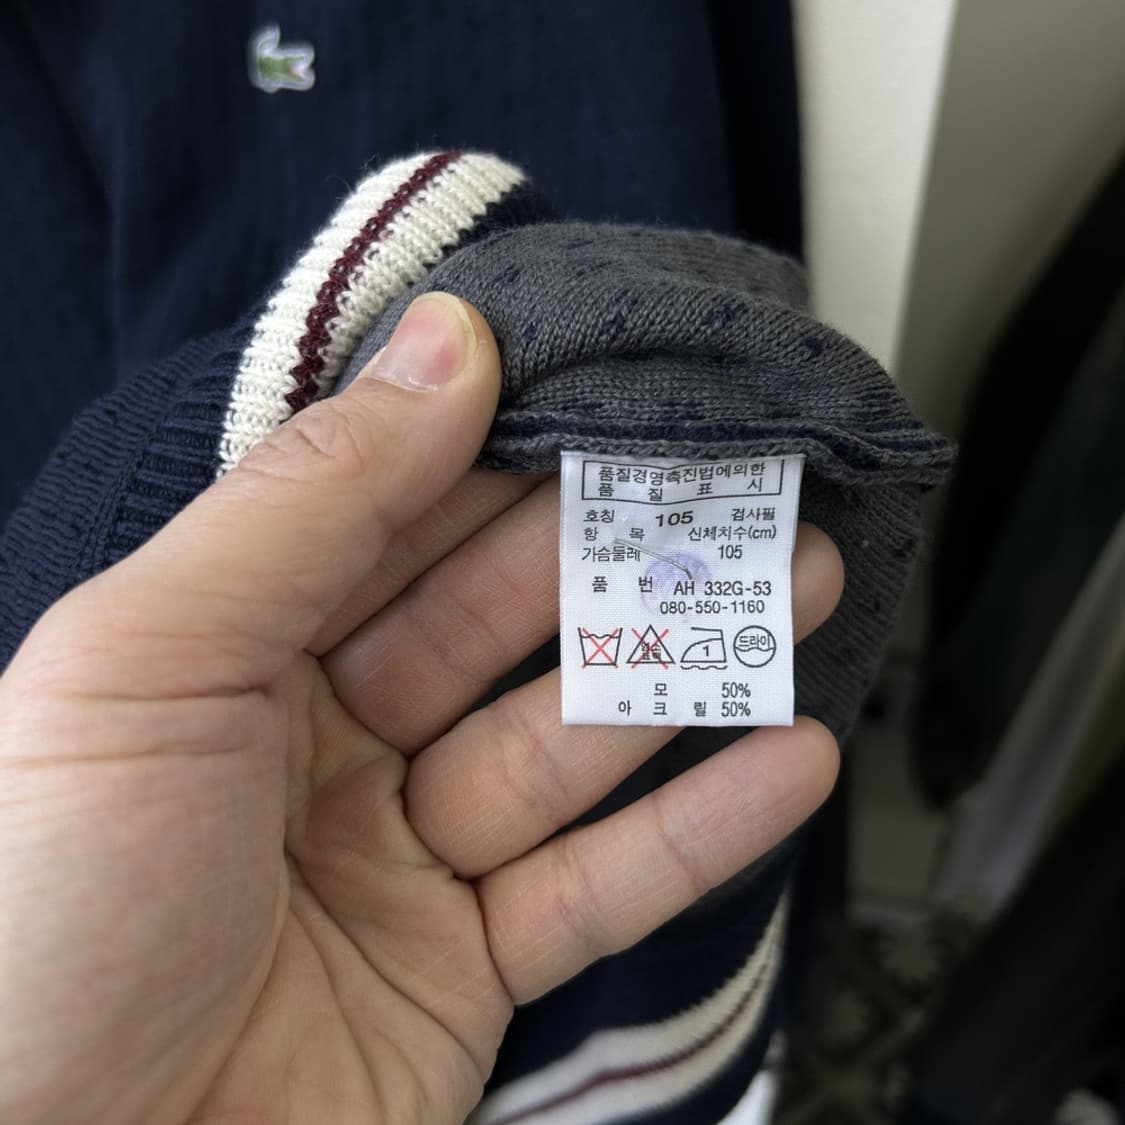 품질경영촉진법에의한
품 질 표 시
호칭 105 검사필
항 목 신체치수(cm)
가슴둘레 105
품 번 AH 332G-53
080-550-1160
1 드라이
모 50%
아 크 릴 50%